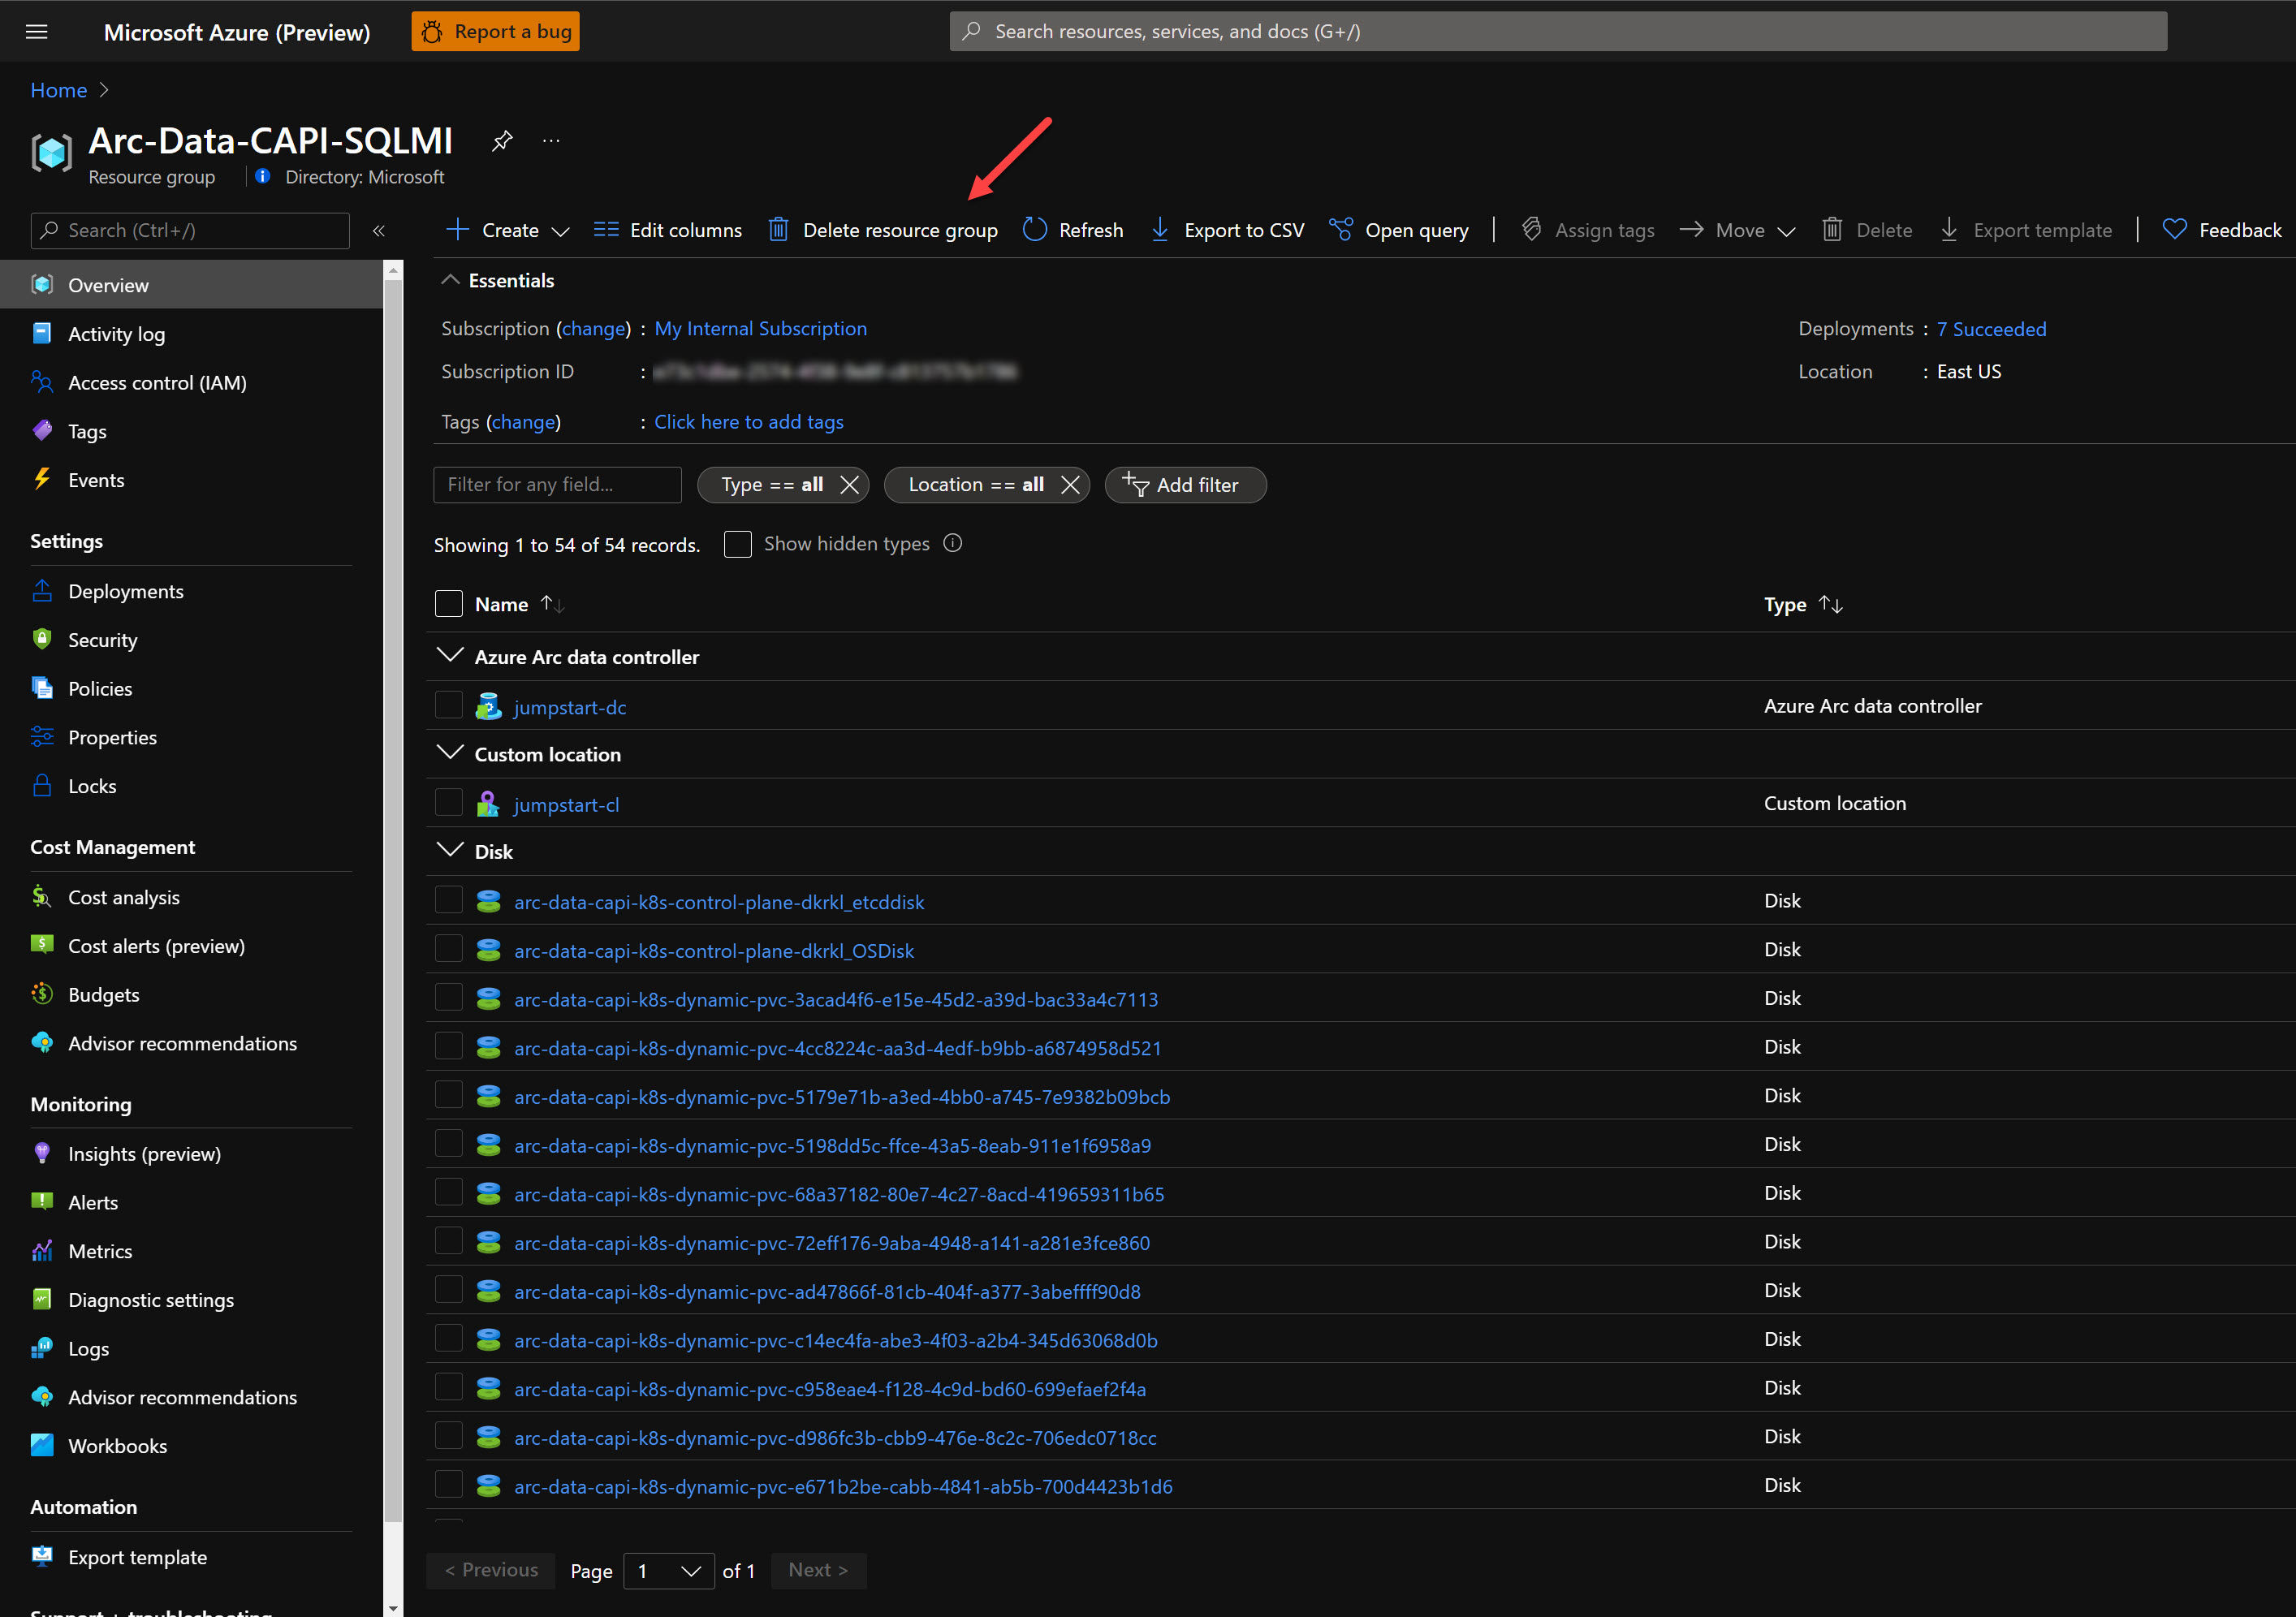 Microsoft Azure (Preview)
Report a bug
Search resources, services, and docs (G+/)
Home
Arc-Data-CAPI-SQLMI
Resource group
Directory: Microsoft
Search (Ctrl+/)
Create
Edit columns
Delete resource group
Refresh
Export to CSV
Open query
Assign tags
Move
Delete
Export template
Feedback
Overview
Activity log
Access control (IAM)
Tags
Events
Settings
Deployments
Security
Policies
Properties
Locks
Cost Management
Cost analysis
Cost alerts (preview)
Budgets
Advisor recommendations
Monitoring
Insights (preview)
Alerts
Metrics
Diagnostic settings
Logs
Advisor recommendations
Workbooks
Automation
Export template
Support + troubleshooting
Essentials
Subscription (change) : My Internal Subscription
Deployments : 7 Succeeded
Subscription ID :
Location : East US
Tags (change) : Click here to add tags
Filter for any field...
Type == all
Location == all
Add filter
Showing 1 to 54 of 54 records.
Show hidden types
Name
Type
Azure Arc data controller
jumpstart-dc Azure Arc data controller
Custom location
jumpstart-cl Custom location
Disk
arc-data-capi-k8s-control-plane-dkrkl_etcddisk Disk
arc-data-capi-k8s-control-plane-dkrkl_OSDisk Disk
arc-data-capi-k8s-dynamic-pvc-3acad4f6-e15e-45d2-a39d-bac33a4c7113 Disk
arc-data-capi-k8s-dynamic-pvc-4cc8224c-aa3d-4edf-b9bb-a6874958d521 Disk
arc-data-capi-k8s-dynamic-pvc-5179e71b-a3ed-4bb0-a745-7e9382b09bcb Disk
arc-data-capi-k8s-dynamic-pvc-5198dd5c-ffce-43a5-8eab-911e1f6958a9 Disk
arc-data-capi-k8s-dynamic-pvc-68a37182-80e7-4c27-8acd-419659311b65 Disk
arc-data-capi-k8s-dynamic-pvc-72eff176-9aba-4948-a141-a281e3fce860 Disk
arc-data-capi-k8s-dynamic-pvc-ad47866f-81cb-404f-a377-3abeffff90d8 Disk
arc-data-capi-k8s-dynamic-pvc-c14ec4fa-abe3-4f03-a2b4-345d63068d0b Disk
arc-data-capi-k8s-dynamic-pvc-c958eae4-f128-4c9d-bd60-699efaef2f4a Disk
arc-data-capi-k8s-dynamic-pvc-d986fc3b-cbb9-476e-8c2c-706edc0718cc Disk
arc-data-capi-k8s-dynamic-pvc-e671b2be-cabb-4841-ab5b-700d4423b1d6 Disk
< Previous Page 1 of 1 Next >